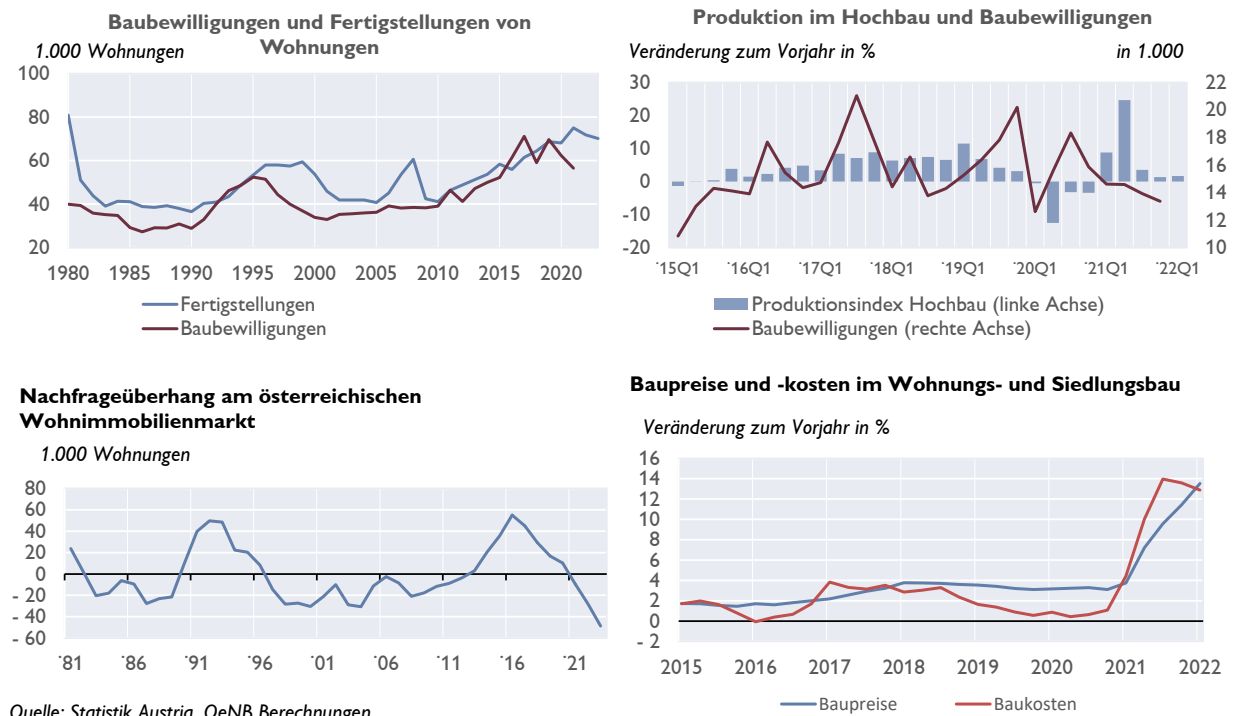 Baubewilligungen und Fertigstellungen von
Wohnungen
1.000 Wohnungen
100
80
60
40
20
1980 1985 1990 1995 2000 2005 2010 2015 2020
Fertigstellungen
Baubewilligungen
Produktion im Hochbau und Baubewilligungen
Veränderung zum Vorjahr in % in 1.000
30 22
20 20
10 18
0 16
-10 14
-20 12
10
´15Q1 ´16Q1 ´17Q1 ´18Q1 ´19Q1 ´20Q1 ´21Q1 ´22Q1
Produktionsindex Hochbau (linke Achse)
Baubewilligungen (rechte Achse)
Nachfrageüberhang am österreichischen
Wohnimmobilienmarkt
1.000 Wohnungen
80
60
40
20
0
- 20
- 40
- 60
´81 ´86 ´91 ´96 ´01 ´06 ´11 ´16 ´21
Baupreise und -kosten im Wohnungs- und Siedlungsbau
Veränderung zum Vorjahr in %
16
14
12
10
8
6
4
2
0
- 2
2015 2016 2017 2018 2019 2020 2021 2022
Baupreise Baukosten
Quelle: Statistik Austria, OeNB Berechnungen